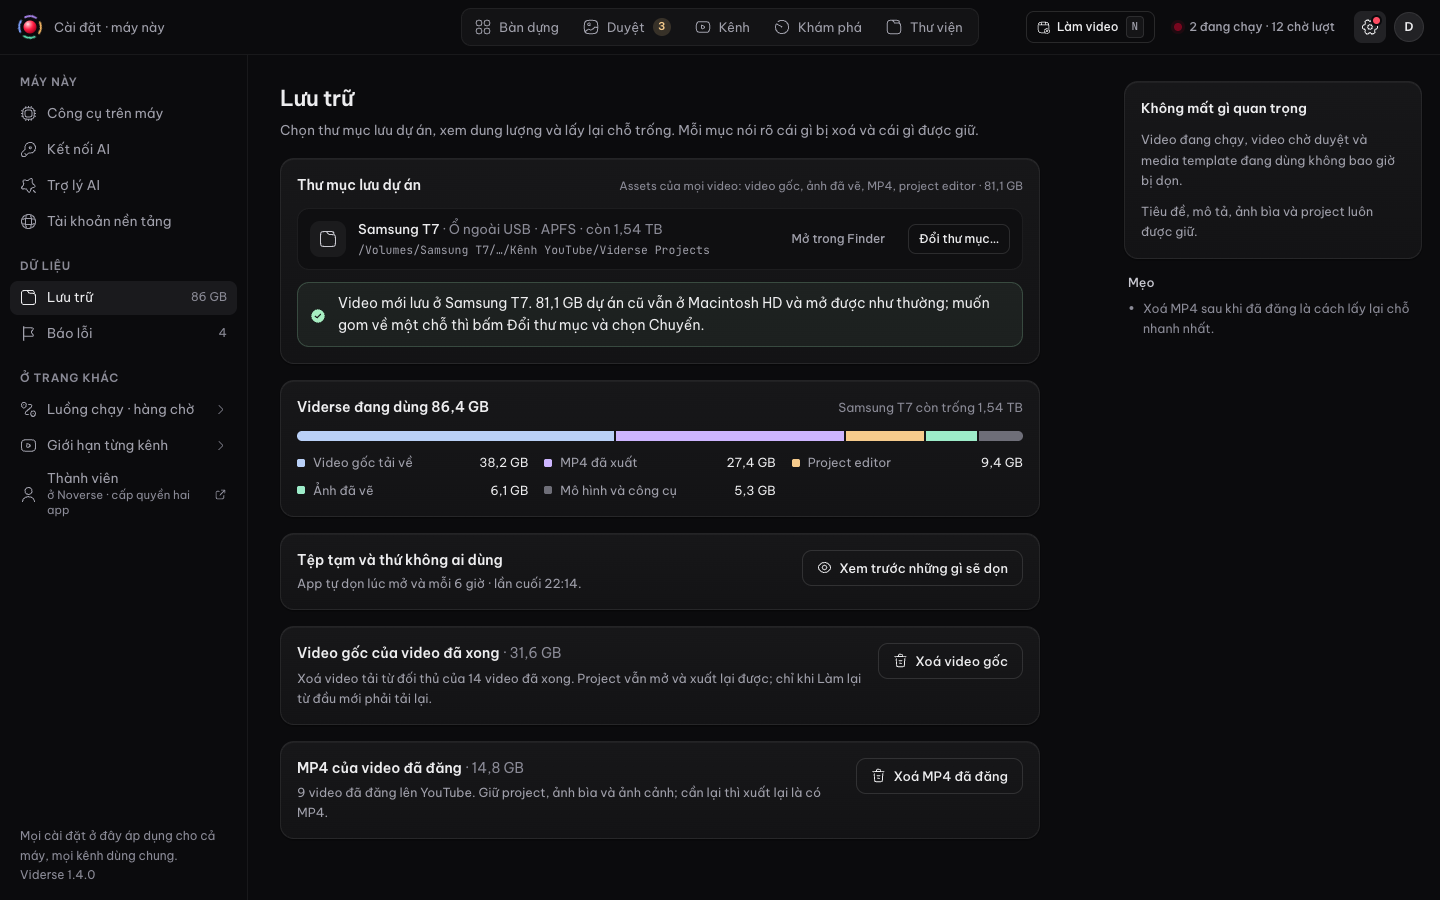 Cài đặt · máy này
Bàn dựng
Duyệt 3
Kênh
Khám phá
Thư viện
Làm video N
2 đang chạy · 12 chờ lượt
D
MÁY NÀY
Công cụ trên máy
Kết nối AI
Trợ lý AI
Tài khoản nền tảng
DỮ LIỆU
Lưu trữ 86 GB
Báo lỗi 4
Ở TRANG KHÁC
Luồng chạy · hàng chờ
Giới hạn từng kênh
Thành viên
ở Noverse · cấp quyền hai
app
Mọi cài đặt ở đây áp dụng cho cả
máy, mọi kênh dùng chung.
Viderse 1.4.0
Lưu trữ
Chọn thư mục lưu dự án, xem dung lượng và lấy lại chỗ trống. Mỗi mục nói rõ cái gì bị xoá và cái gì được giữ.
Thư mục lưu dự án
Assets của mọi video: video gốc, ảnh đã vẽ, MP4, project editor · 81,1 GB
Samsung T7 · Ổ ngoài USB · APFS · còn 1,54 TB
/Volumes/Samsung T7/…/Kênh YouTube/Viderse Projects
Mở trong Finder
Đổi thư mục…
Video mới lưu ở Samsung T7. 81,1 GB dự án cũ vẫn ở Macintosh HD và mở được như thường; muốn
gom về một chỗ thì bấm Đổi thư mục và chọn Chuyển.
Viderse đang dùng 86,4 GB
Samsung T7 còn trống 1,54 TB
Video gốc tải về 38,2 GB
MP4 đã xuất 27,4 GB
Project editor 9,4 GB
Ảnh đã vẽ 6,1 GB
Mô hình và công cụ 5,3 GB
Tệp tạm và thứ không ai dùng
App tự dọn lúc mở và mỗi 6 giờ · lần cuối 22:14.
Xem trước những gì sẽ dọn
Video gốc của video đã xong · 31,6 GB
Xoá video tải từ đối thủ của 14 video đã xong. Project vẫn mở và xuất lại được; chỉ khi Làm lại
từ đầu mới phải tải lại.
Xoá video gốc
MP4 của video đã đăng · 14,8 GB
9 video đã đăng lên YouTube. Giữ project, ảnh bìa và ảnh cảnh; cần lại thì xuất lại là có
MP4.
Xoá MP4 đã đăng
Không mất gì quan trọng
Video đang chạy, video chờ duyệt và
media template đang dùng không bao giờ
bị dọn.
Tiêu đề, mô tả, ảnh bìa và project luôn
được giữ.
Mẹo
• Xoá MP4 sau khi đã đăng là cách lấy lại chỗ
nhanh nhất.